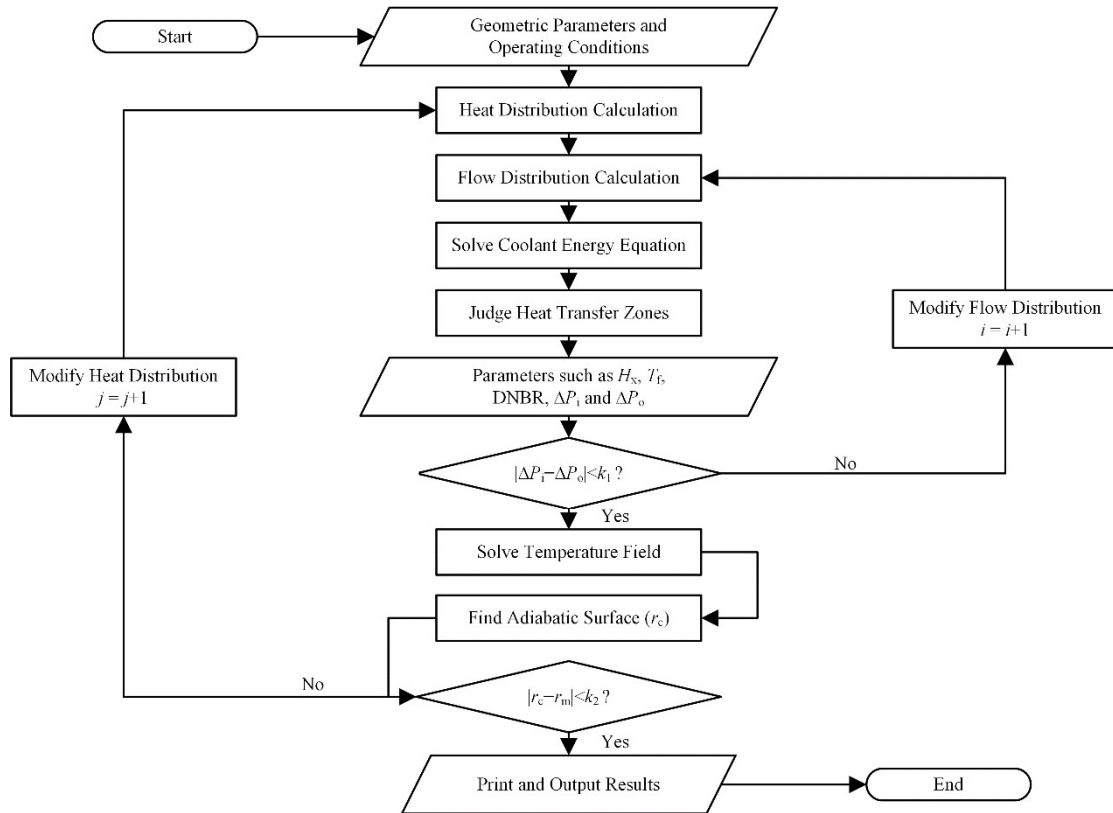 Start
Geometric Parameters and
Operating Conditions
Heat Distribution Calculation
Flow Distribution Calculation
Solve Coolant Energy Equation
Judge Heat Transfer Zones
Modify Flow Distribution
i = i+1
Modify Heat Distribution
j = j+1
Parameters such as Hx, Tf,
DNBR, ΔPi and ΔPo
|ΔPi−ΔPo|<k1?
No
Yes
Solve Temperature Field
Find Adiabatic Surface (rc)
No
|rc−rm|<k2?
Yes
Print and Output Results
End